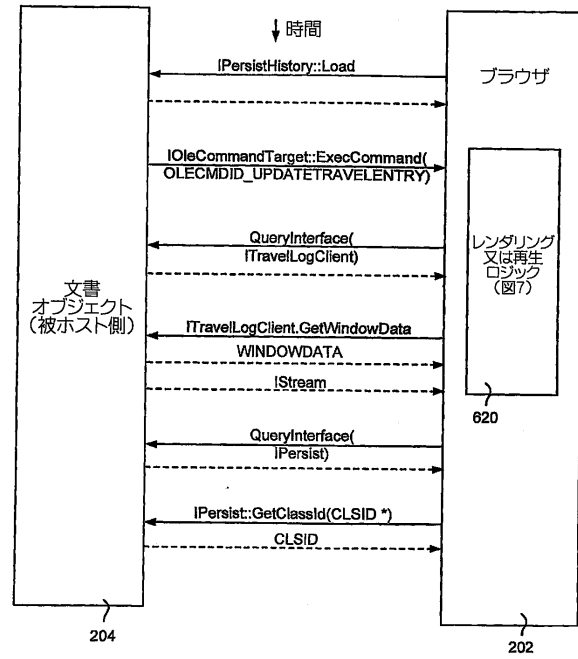 ↓時間
IPersistHistory::Load
ブラウザ
IOleCommandTarget::ExecCommand(
OLECMDID_UPDATETRAVELENTRY)
QueryInterface(
ITravelLogClient)
レンダリング
又は再生
ロジック
(図7)
文書
オブジェクト
(被ホスト側)
ITravelLogClient.GetWindowData
WINDOWDATA
IStream
620
QueryInterface(
IPersist)
IPersist::GetClassId(CLSID *)
CLSID
204
202